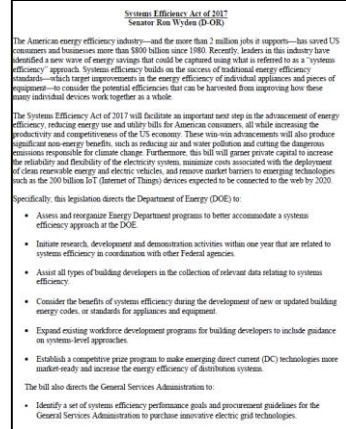 Systems Efficiency Act of 2017
Senator Ron Wyden (D-OR)
The American energy efficiency industry—and the more than 2 million jobs it supports—has saved US
consumers and businesses more than $800 billion since 1980. Recently, leaders in this industry have
identified a new wave of energy savings that could be captured using what is referred to as a “systems
efficiency” approach. Systems efficiency builds on the success of traditional energy efficiency
standards—which target improvements in the energy efficiency of individual appliances and pieces of
equipment—to consider the potential efficiencies that can be harvested from improving how these
many individual devices work together as a whole.
The Systems Efficiency Act of 2017 will facilitate an important next step in the advancement of energy
efficiency, reducing energy use and utility bills for American consumers, all while increasing the
productivity and competitiveness of the US economy. These win-win advancements will also produce
significant non-energy benefits, such as reducing air and water pollution and cutting the dangerous
emissions responsible for climate change. Furthermore, this bill will garner private capital to increase
the reliability and flexibility of the electricity system, minimize costs associated with the deployment
of clean renewable energy and electric vehicles, and remove market barriers to emerging technologies
such as the 200 billion IoT (Internet of Things) devices expected to be connected to the web by 2020.
Specifically, this legislation directs the Department of Energy (DOE) to:
• Assess and reorganize Energy Department programs to better accommodate a systems
efficiency approach at the DOE.
• Initiate research, development and demonstration activities within one year that are related to
systems efficiency in coordination with other Federal agencies.
• Assist all types of building developers in the collection of relevant data relating to systems
efficiency.
• Consider the benefits of systems efficiency during the development of new or updated building
energy codes, or standards for appliances and equipment.
• Expand existing workforce development programs for building developers to include guidance
on systems-level approaches.
• Establish a competitive prize program to make emerging direct current (DC) technologies more
market-ready and increase the energy efficiency of distribution systems.
The bill also directs the General Services Administration to:
• Identify a set of systems efficiency performance goals and procurement guidelines for the
General Services Administration to purchase innovative electric grid technologies.